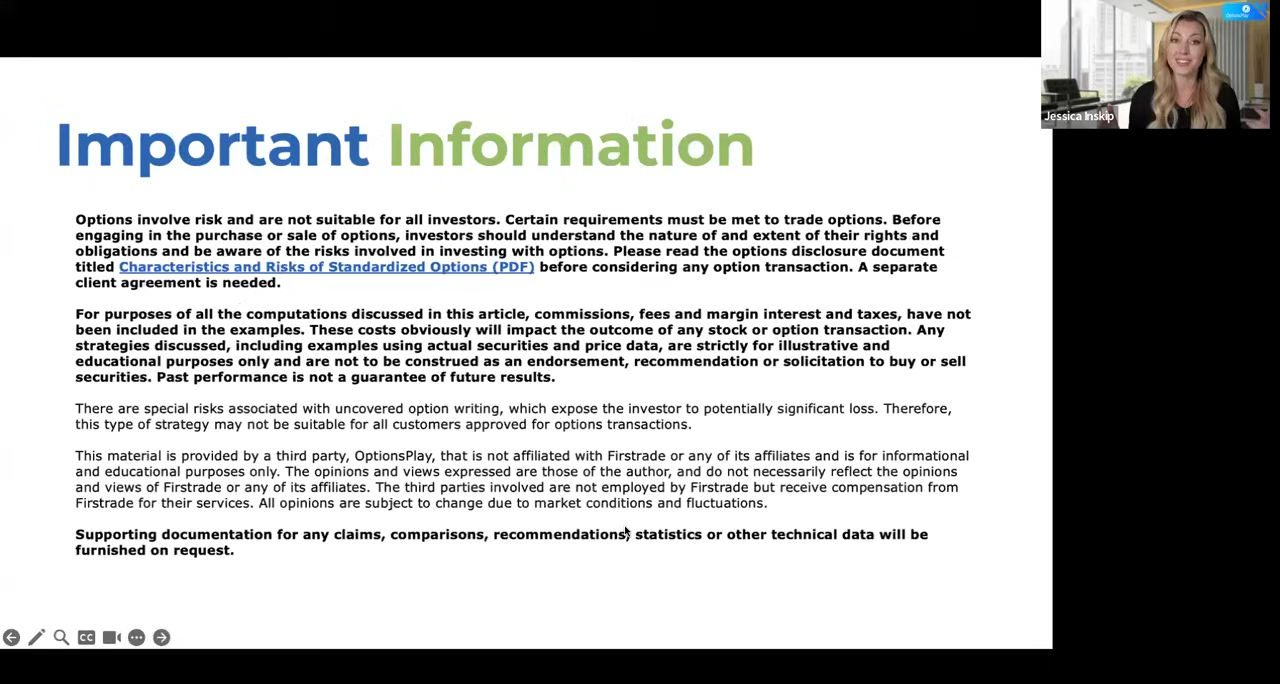 OptionsPlay
Jessica Inskip
Important Information
Options involve risk and are not suitable for all investors. Certain requirements must be met to trade options. Before
engaging in the purchase or sale of options, investors should understand the nature of and extent of their rights and
obligations and be aware of the risks involved in investing with options. Please read the options disclosure document
titled Characteristics and Risks of Standardized Options (PDF) before considering any option transaction. A separate
client agreement is needed.
For purposes of all the computations discussed in this article, commissions, fees and margin interest and taxes, have not
been included in the examples. These costs obviously will impact the outcome of any stock or option transaction. Any
strategies discussed, including examples using actual securities and price data, are strictly for illustrative and
educational purposes only and are not to be construed as an endorsement, recommendation or solicitation to buy or sell
securities. Past performance is not a guarantee of future results.
There are special risks associated with uncovered option writing, which expose the investor to potentially significant loss. Therefore,
this type of strategy may not be suitable for all customers approved for options transactions.
This material is provided by a third party, OptionsPlay, that is not affiliated with Firstrade or any of its affiliates and is for informational
and educational purposes only. The opinions and views expressed are those of the author, and do not necessarily reflect the opinions
and views of Firstrade or any of its affiliates. The third parties involved are not employed by Firstrade but receive compensation from
Firstrade for their services. All opinions are subject to change due to market conditions and fluctuations.
Supporting documentation for any claims, comparisons, recommendations, statistics or other technical data will be
furnished on request.
CC